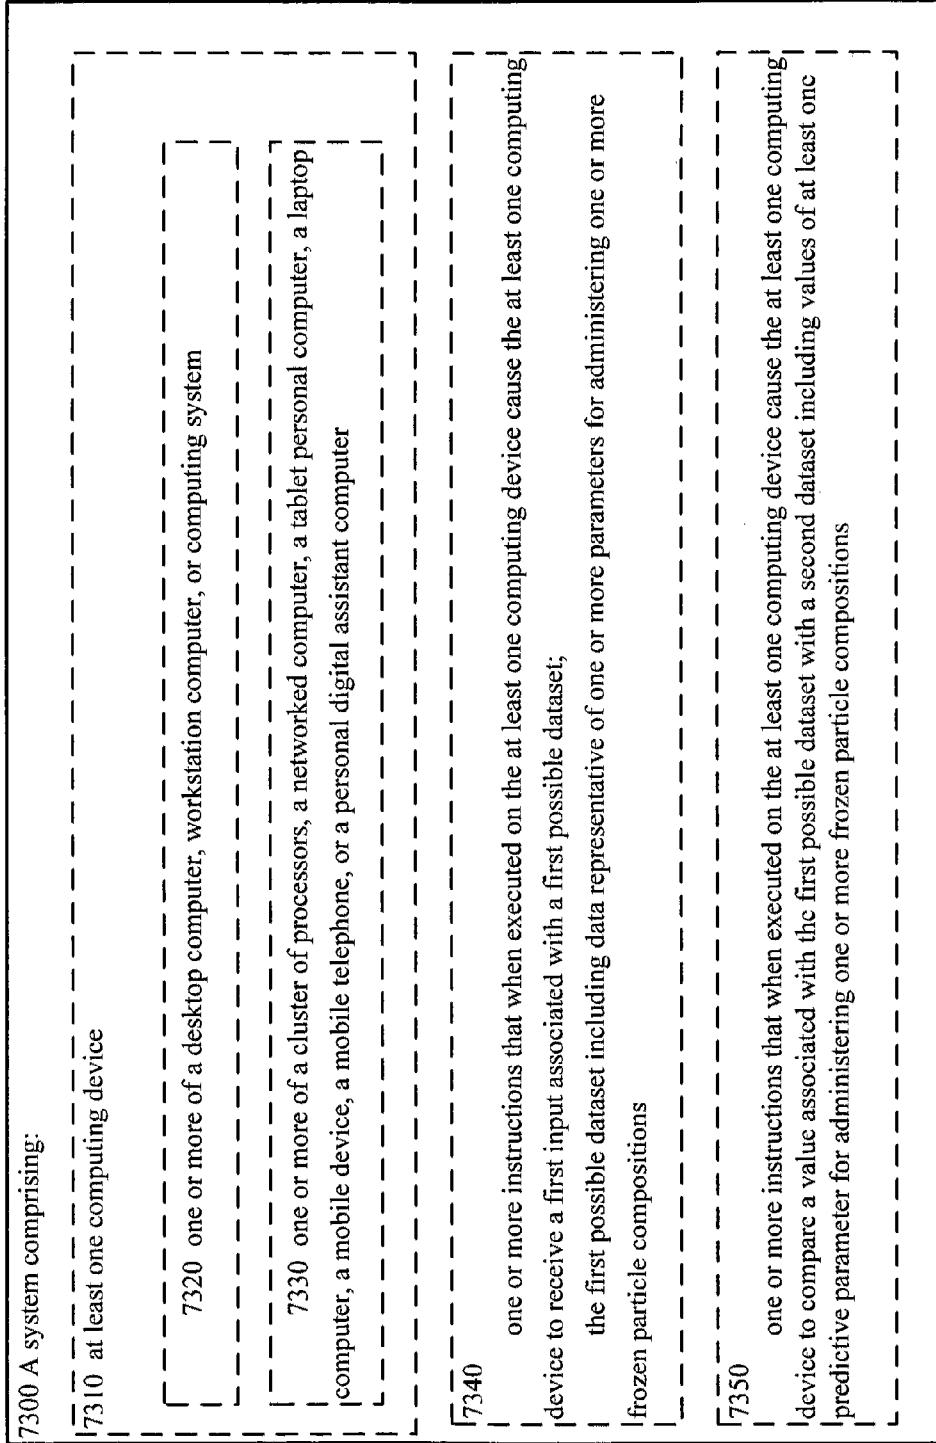 7300 A system comprising:
7310 at least one computing device
7320 one or more of a desktop computer, workstation computer, or computing system
7330 one or more of a cluster of processors, a networked computer, a tablet personal computer, a laptop
computer, a mobile device, a mobile telephone, or a personal digital assistant computer
7340
one or more instructions that when executed on the at least one computing device cause the at least one computing
device to receive a first input associated with a first possible dataset;
the first possible dataset including data representative of one or more parameters for administering one or more
frozen particle compositions
7350
one or more instructions that when executed on the at least one computing device cause the at least one computing
device to compare a value associated with the first possible dataset with a second dataset including values of at least one
predictive parameter for administering one or more frozen particle compositions